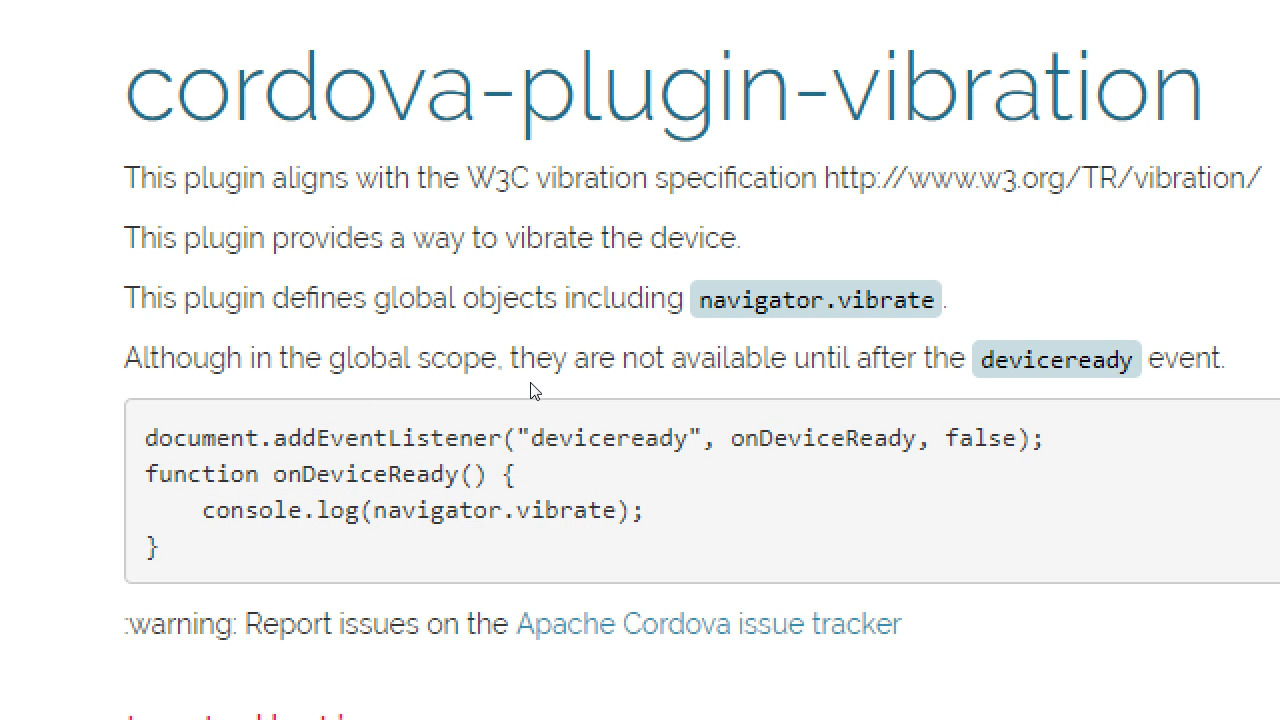 cordova-plugin-vibration
This plugin aligns with the W3C vibration specification http://www.w3.org/TR/vibration/
This plugin provides a way to vibrate the device.
This plugin defines global objects including navigator.vibrate.
Although in the global scope, they are not available until after the deviceready event.
document.addEventListener("deviceready", onDeviceReady, false);
function onDeviceReady() {
    console.log(navigator.vibrate);
}
:warning: Report issues on the Apache Cordova issue tracker